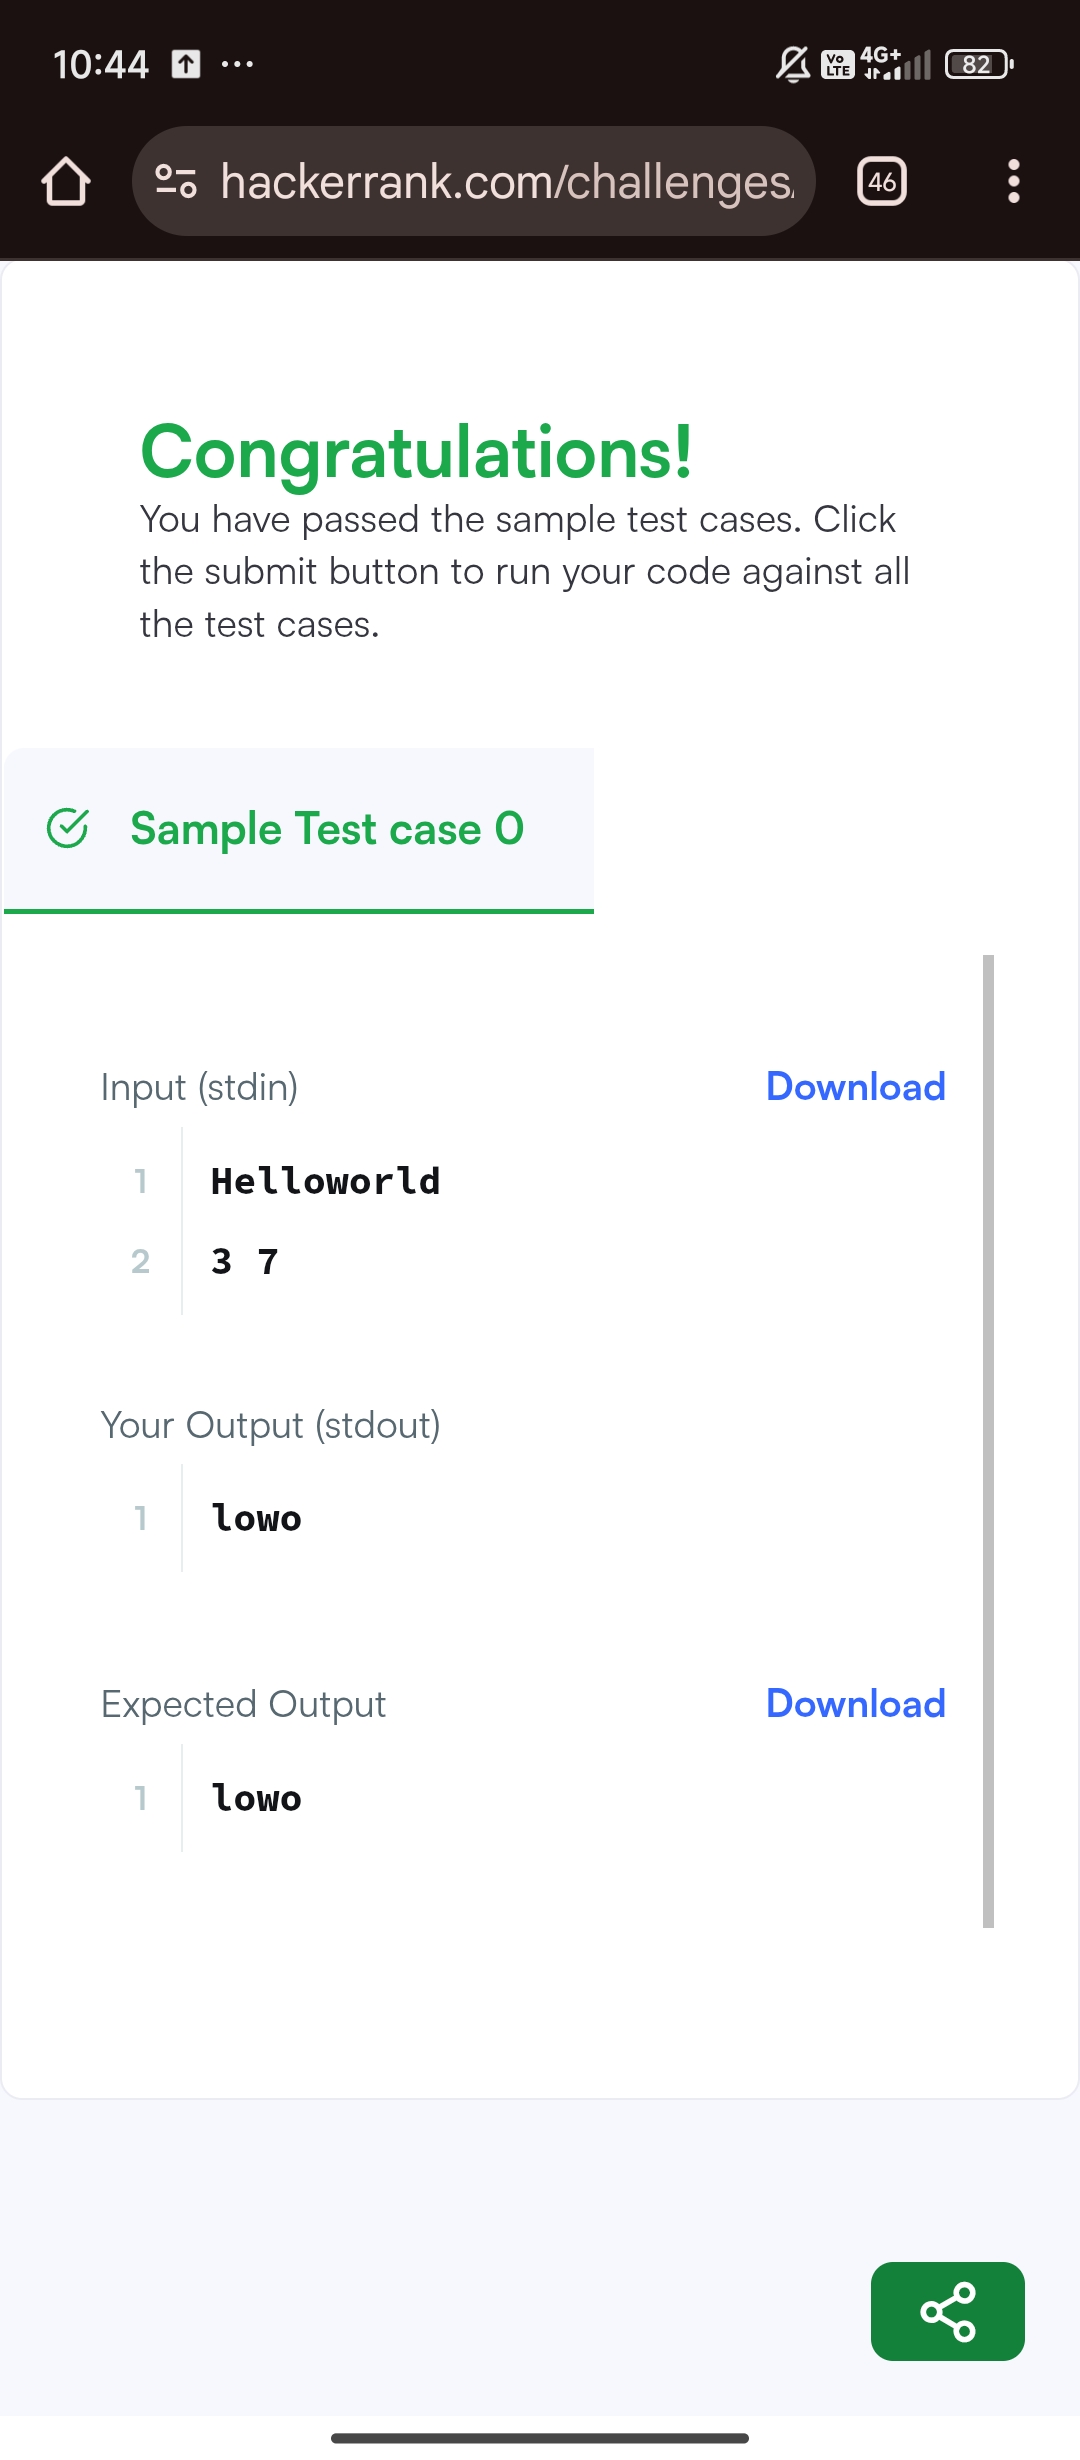 10:44
Vo
LTE
4G+
82
hackerrank.com/challenges
46
Congratulations!
You have passed the sample test cases. Click
the submit button to run your code against all
the test cases.
Sample Test case 0
Input (stdin)
Download
1 Helloworld
2 3 7
Your Output (stdout)
1 lowo
Expected Output
Download
1 lowo